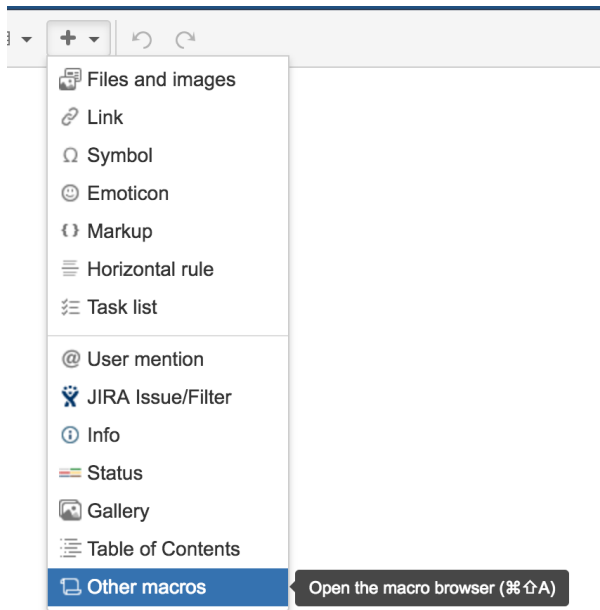 Files and images
Link
Symbol
Emoticon
Markup
Horizontal rule
Task list
User mention
JIRA Issue/Filter
Info
Status
Gallery
Table of Contents
Other macros
Open the macro browser (⌘⇧A)